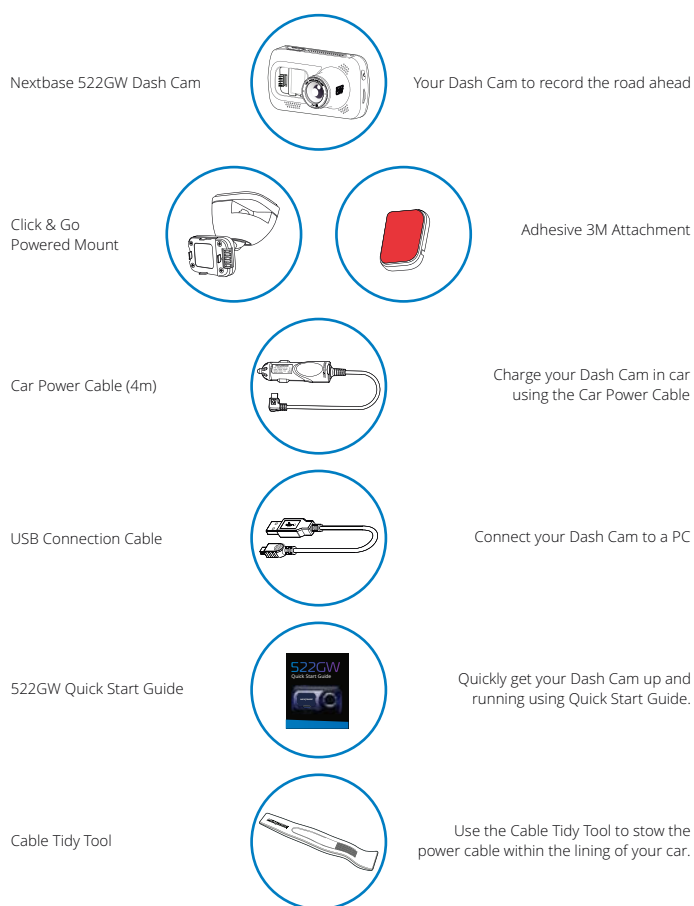 Nextbase 522GW Dash Cam
Your Dash Cam to record the road ahead
Click & Go
Powered Mount
Adhesive 3M Attachment
Car Power Cable (4m)
Charge your Dash Cam in car
using the Car Power Cable
USB Connection Cable
Connect your Dash Cam to a PC
522GW Quick Start Guide
522GW
Quick Start Guide
Quickly get your Dash Cam up and
running using Quick Start Guide.
Cable Tidy Tool
Use the Cable Tidy Tool to stow the
power cable within the lining of your car.